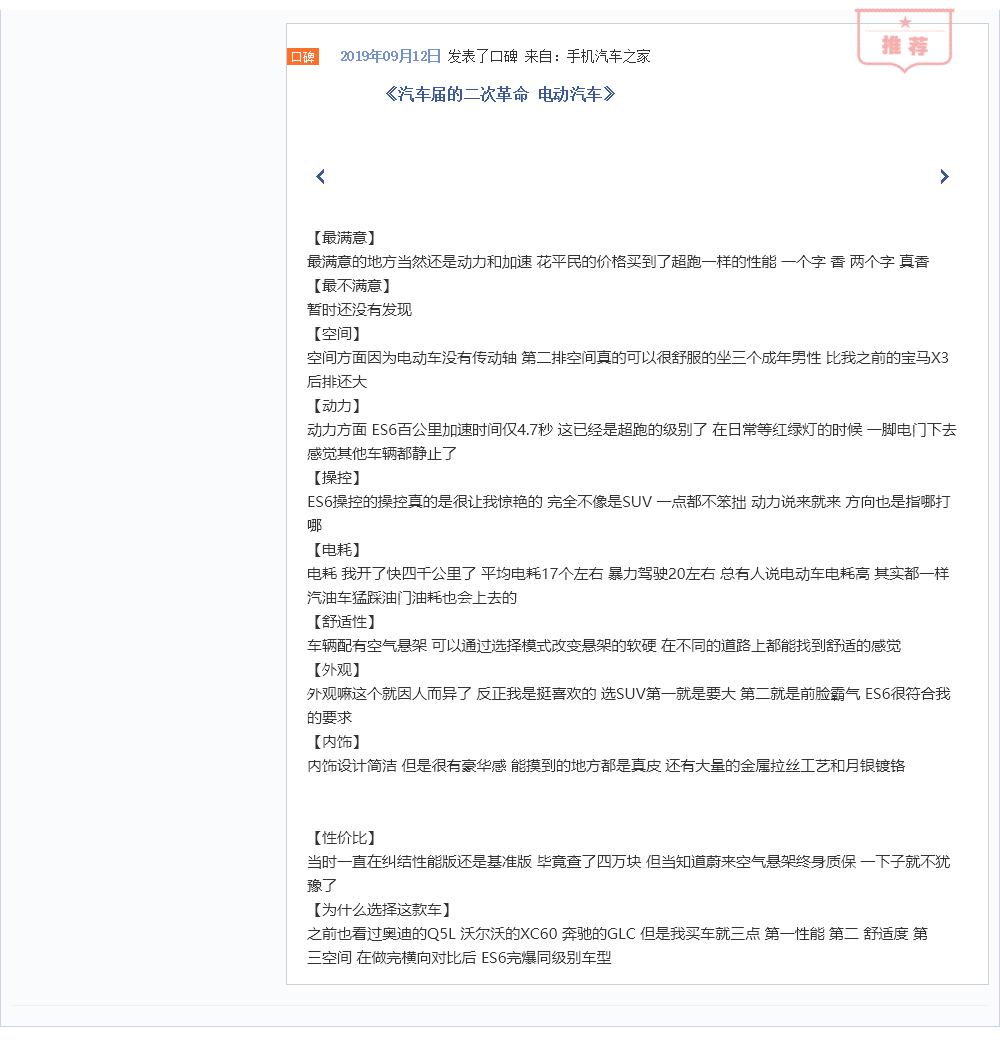 推荐
口碑 2019年09月12日 发表了口碑 来自：手机汽车之家
《汽车届的二次革命 电动汽车》
【最满意】
最满意的地方当然还是动力和加速 花平民的价格买到了超跑一样的性能 一个字 香 两个字 真香
【最不满意】
暂时还没有发现
【空间】
空间方面因为电动车没有传动轴 第二排空间真的可以很舒服的坐三个成年男性 比我之前的宝马X3
后排还大
【动力】
动力方面 ES6百公里加速时间仅4.7秒 这已经是超跑的级别了 在日常等红绿灯的时候 一脚电门下去
感觉其他车辆都静止了
【操控】
ES6操控的操控真的是很让我惊艳的 完全不像是SUV 一点都不笨拙 动力说来就来 方向也是指哪打
哪
【电耗】
电耗 我开了快四千公里了 平均电耗17个左右 暴力驾驶20左右 总有人说电动车电耗高 其实都一样
汽油车猛踩油门油耗也会上去的
【舒适性】
车辆配有空气悬架 可以通过选择模式改变悬架的软硬 在不同的道路上都能找到舒适的感觉
【外观】
外观嘛这个就因人而异了 反正我是挺喜欢的 选SUV第一就是要大 第二就是前脸霸气 ES6很符合我
的要求
【内饰】
内饰设计简洁 但是很有豪华感 能摸到的地方都是真皮 还有大量的金属拉丝工艺和月银镀铬
【性价比】
当时一直在纠结性能版还是基准版 毕竟查了四万块 但当知道蔚来空气悬架终身质保 一下子就不犹
豫了
【为什么选择这款车】
之前也看过奥迪的Q5L 沃尔沃的XC60 奔驰的GLC 但是我买车就三点 第一性能 第二 舒适度 第
三空间 在做完横向对比后 ES6完爆同级别车型